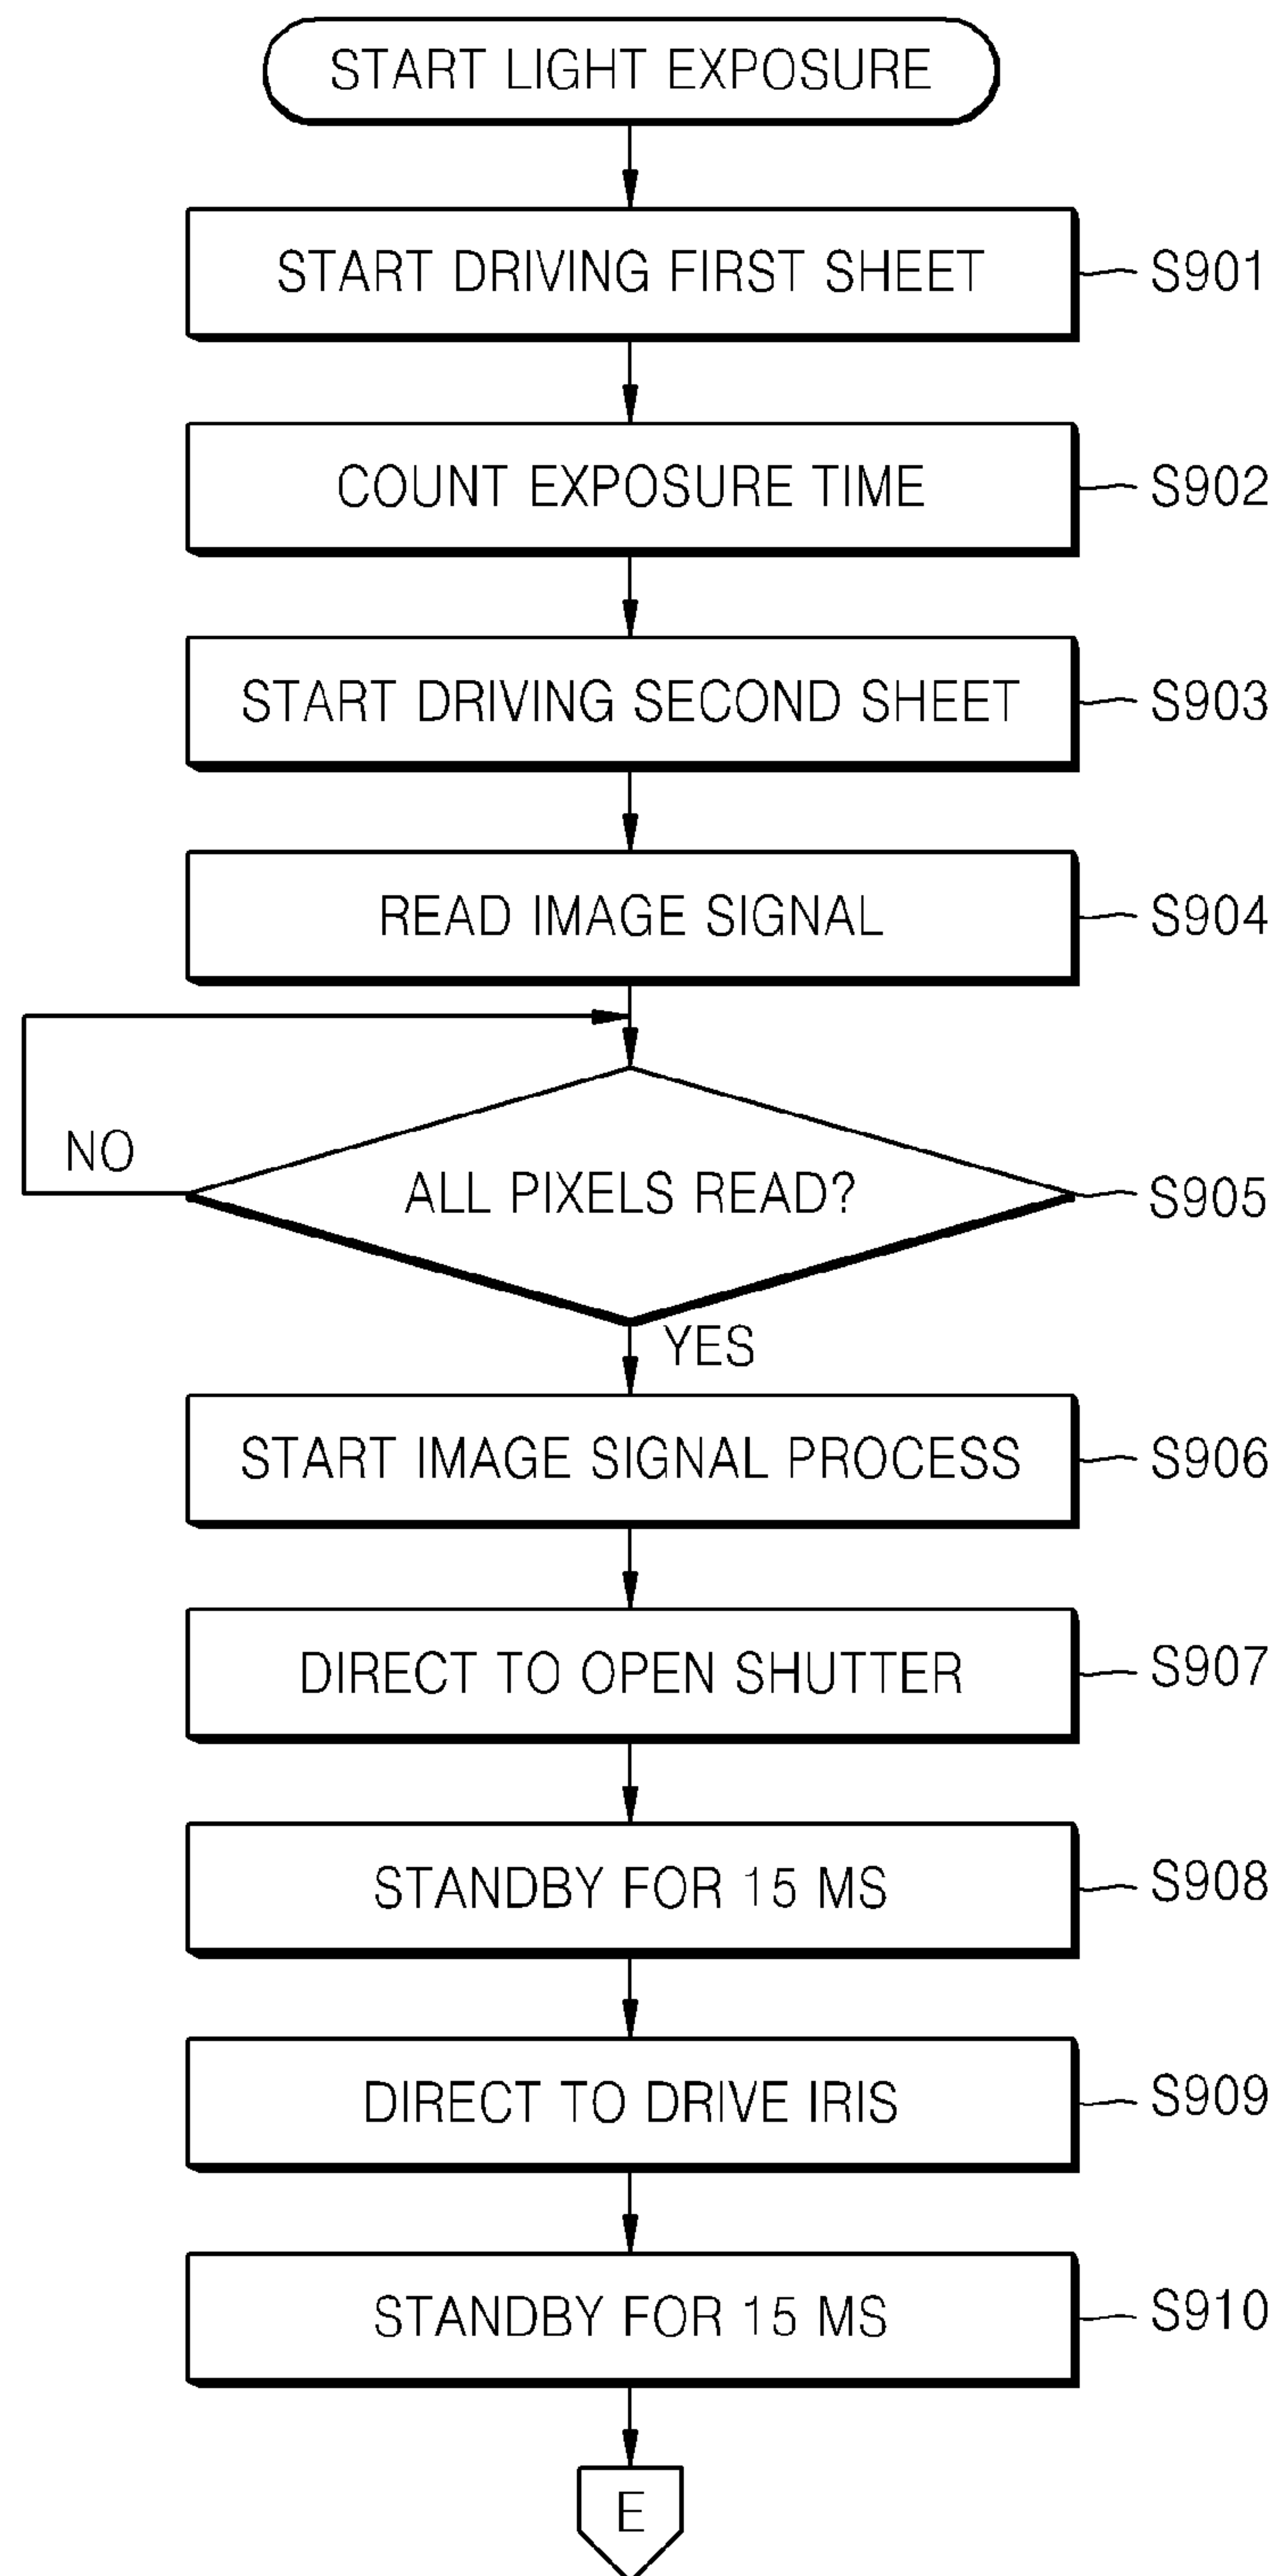 START LIGHT EXPOSURE
START DRIVING FIRST SHEET
S901
COUNT EXPOSURE TIME
S902
START DRIVING SECOND SHEET
S903
READ IMAGE SIGNAL
S904
NO
ALL PIXELS READ?
S905
YES
START IMAGE SIGNAL PROCESS
S906
DIRECT TO OPEN SHUTTER
S907
STANDBY FOR 15 MS
S908
DIRECT TO DRIVE IRIS
S909
STANDBY FOR 15 MS
S910
E